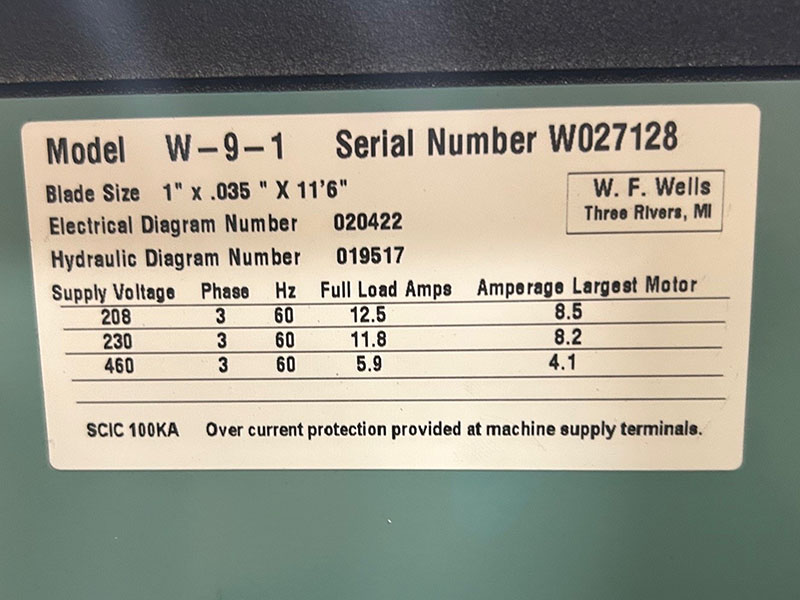 Model W-9-1 Serial Number W027128
Blade Size 1" x .035 " X 11'6"
W. F. Wells
Three Rivers, MI
Electrical Diagram Number 020422
Hydraulic Diagram Number 019517
Supply Voltage Phase Hz Full Load Amps Amperage Largest Motor
208 3 60 12.5 8.5
230 3 60 11.8 8.2
460 3 60 5.9 4.1
SCIC 100KA Over current protection provided at machine supply terminals.